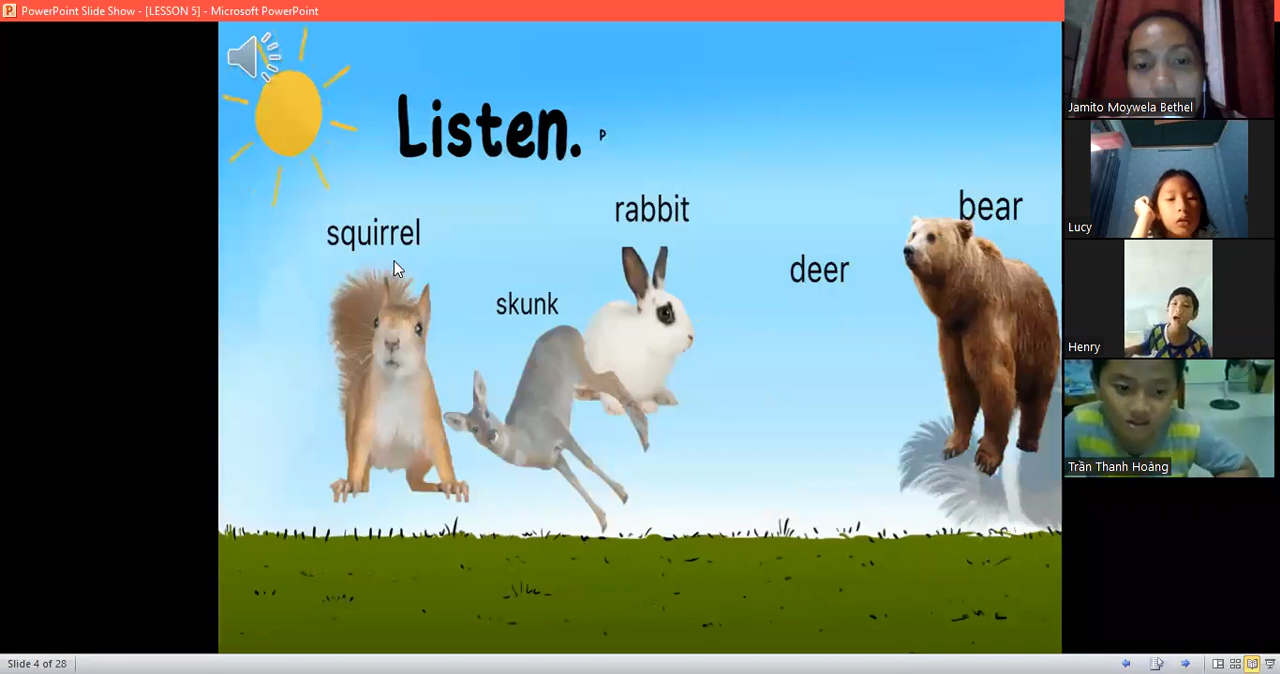 PowerPoint Slide Show - [LESSON 5] - Microsoft PowerPoint
Listen. P
squirrel
skunk
rabbit
deer
bear
Jamito Moywela Bethel
Lucy
Henry
Trần Thanh Hoàng
Slide 4 of 28